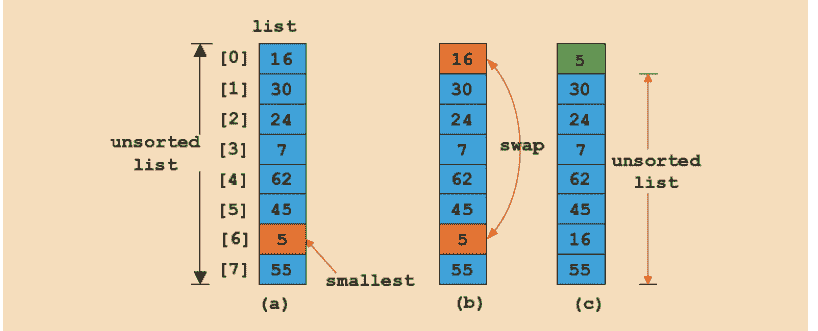 list
[0] 16 16 5
[1] 30 30 30
[2] 24 24 24
unsorted list
[3] 7 7 swap 7
unsorted list
[4] 62 62 62
[5] 45 45 45
[6] 5 5 16
[7] 55 55 55
smallest
(a) (b) (c)